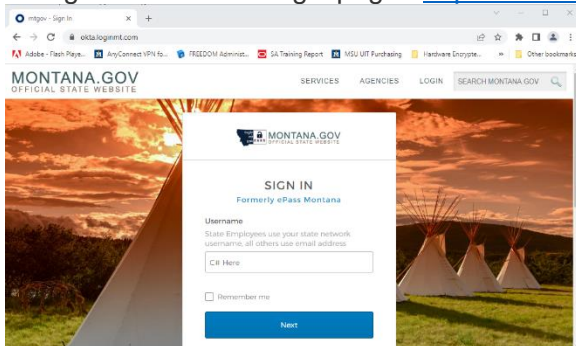 mtgov - Sign In
okta.loginmt.com
Adobe - Flash Playe... AnyConnect VPN fo... FREEDOM Administ... SA Training Report MSU UIT Purchasing Hardware Encrypte... » Other bookmarks
MONTANA.GOV
OFFICIAL STATE WEBSITE
SERVICES AGENCIES LOGIN SEARCH MONTANA.GOV
MONTANA.GOV
OFFICIAL STATE WEBSITE
SIGN IN
Formerly ePass Montana
Username
State Employees use your state network
username, all others use email address
C# Here
Remember me
Next